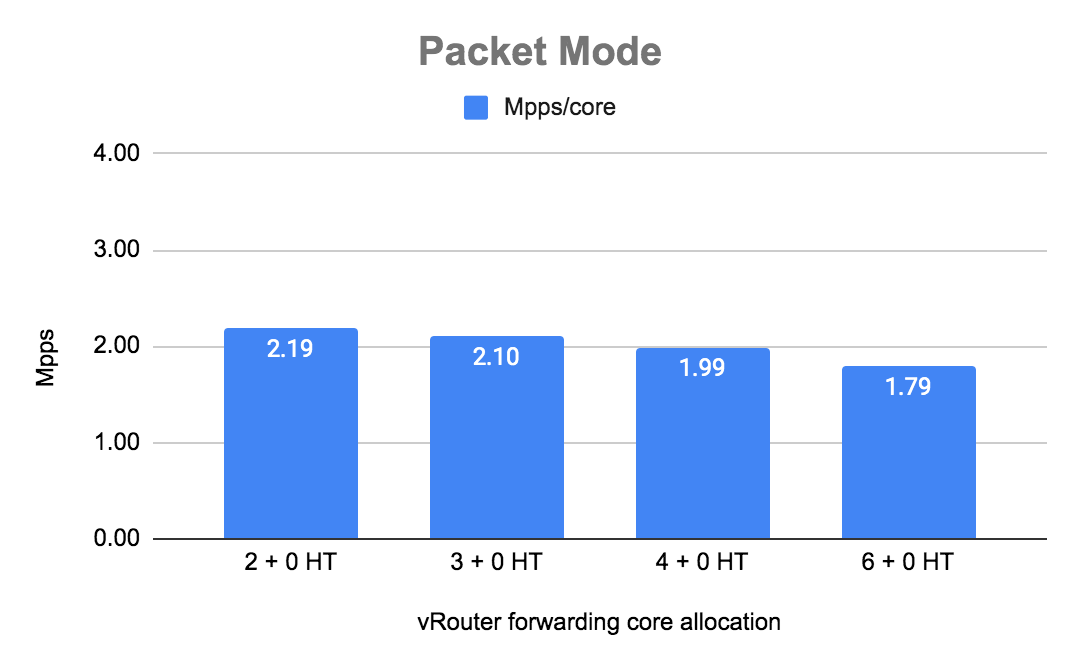 Packet Mode
Mpps/core
4.00
3.00
2.00
1.00
0.00
Mpps
2.19
2.10
1.99
1.79
2 + 0 HT
3 + 0 HT
4 + 0 HT
6 + 0 HT
vRouter forwarding core allocation